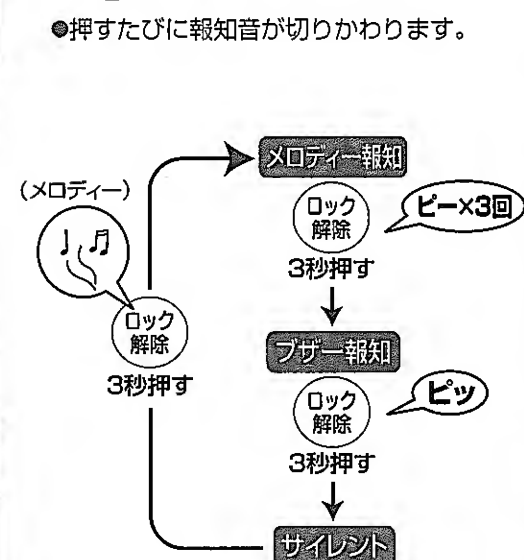 ●押すたびに報知音が切りかわります。
メロディー報知
(メロディー)
ロック
解除
ピーx3回
3秒押す
ロック
解除
3秒押す
ブザー報知
ロック
解除
ピッ
3秒押す
サイレント